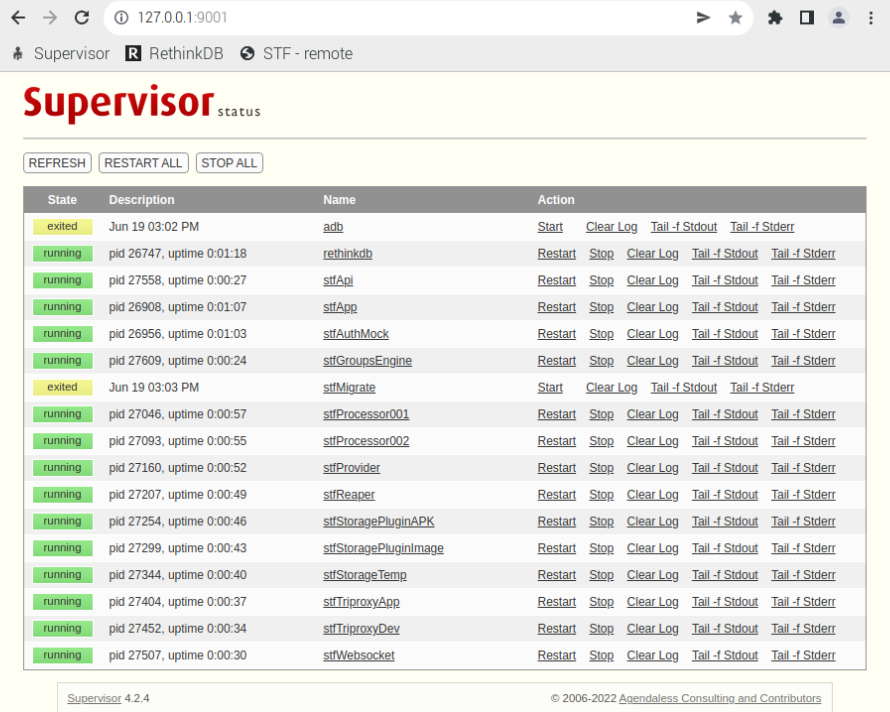 127.0.0.1:9001
Supervisor RethinkDB STF - remote
Supervisor status
REFRESH RESTART ALL STOP ALL
State Description Name Action
exited Jun 19 03:02 PM adb Start Clear Log Tail -f Stdout Tail -f Stderr
running pid 26747, uptime 0:01:18 rethinkdb Restart Stop Clear Log Tail -f Stdout Tail -f Stderr
running pid 27558, uptime 0:00:27 stfApi Restart Stop Clear Log Tail -f Stdout Tail -f Stderr
running pid 26908, uptime 0:01:07 stfApp Restart Stop Clear Log Tail -f Stdout Tail -f Stderr
running pid 26956, uptime 0:01:03 stfAuthMock Restart Stop Clear Log Tail -f Stdout Tail -f Stderr
running pid 27609, uptime 0:00:24 stfGroupsEngine Restart Stop Clear Log Tail -f Stdout Tail -f Stderr
exited Jun 19 03:03 PM stfMigrate Start Clear Log Tail -f Stdout Tail -f Stderr
running pid 27046, uptime 0:00:57 stfProcessor001 Restart Stop Clear Log Tail -f Stdout Tail -f Stderr
running pid 27093, uptime 0:00:55 stfProcessor002 Restart Stop Clear Log Tail -f Stdout Tail -f Stderr
running pid 27160, uptime 0:00:52 stfProvider Restart Stop Clear Log Tail -f Stdout Tail -f Stderr
running pid 27207, uptime 0:00:49 stfReaper Restart Stop Clear Log Tail -f Stdout Tail -f Stderr
running pid 27254, uptime 0:00:46 stfStoragePluginAPK Restart Stop Clear Log Tail -f Stdout Tail -f Stderr
running pid 27299, uptime 0:00:43 stfStoragePluginImage Restart Stop Clear Log Tail -f Stdout Tail -f Stderr
running pid 27344, uptime 0:00:40 stfStorageTemp Restart Stop Clear Log Tail -f Stdout Tail -f Stderr
running pid 27404, uptime 0:00:37 stfTriproxyApp Restart Stop Clear Log Tail -f Stdout Tail -f Stderr
running pid 27452, uptime 0:00:34 stfTriproxyDev Restart Stop Clear Log Tail -f Stdout Tail -f Stderr
running pid 27507, uptime 0:00:30 stfWebsocket Restart Stop Clear Log Tail -f Stdout Tail -f Stderr
Supervisor 4.2.4 © 2006-2022 Agendaless Consulting and Contributors